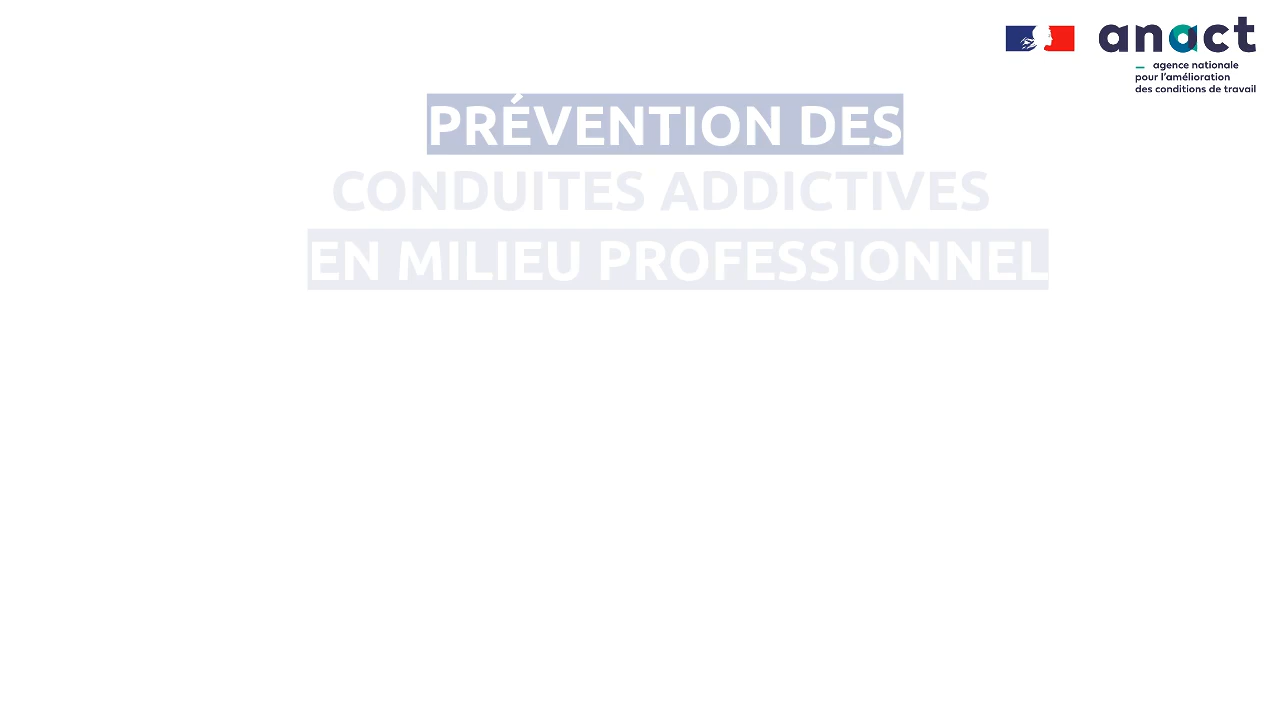 anact
agence nationale
pour l'amélioration
des conditions de travail
PRÉVENTION DES
CONDUITES ADDICTIVES
EN MILIEU PROFESSIONNEL